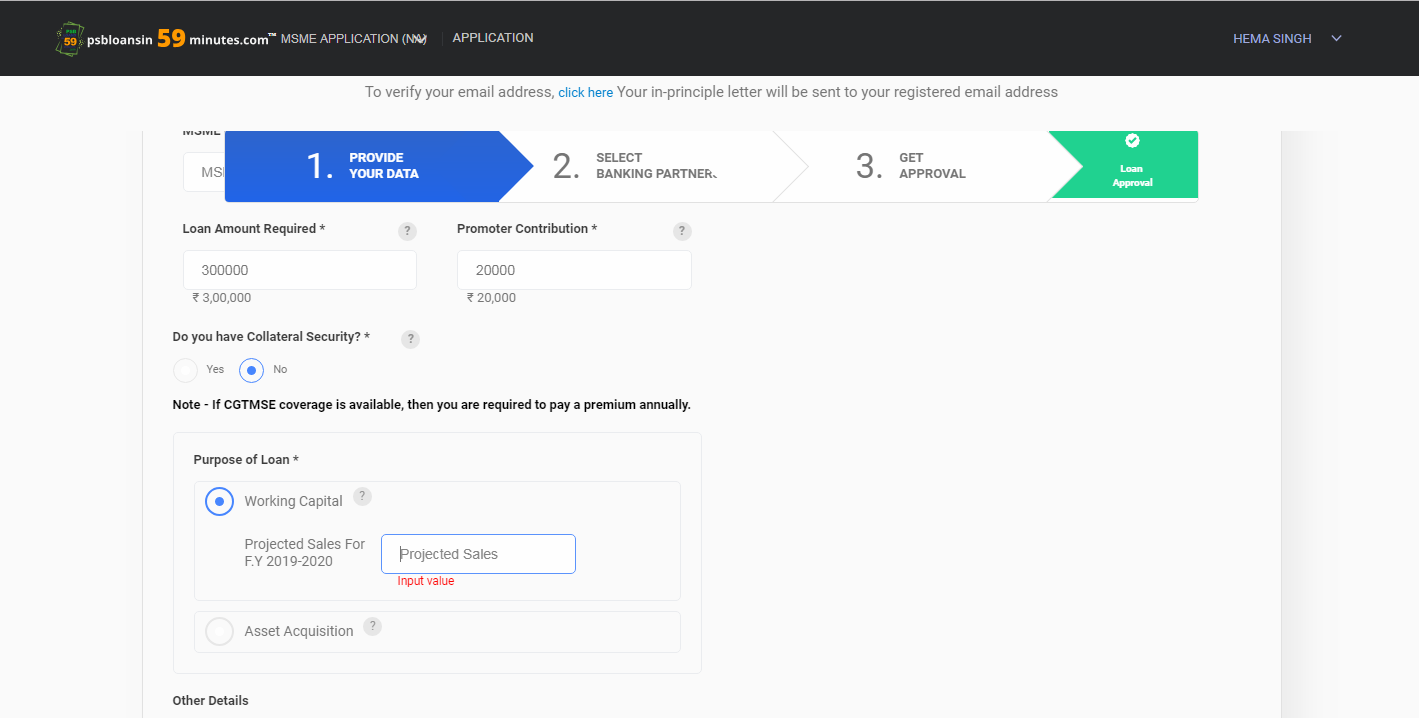 PSB
59
psbloansin 59 minutes.com™
MSME APPLICATION (NV)
APPLICATION
HEMA SINGH
To verify your email address, click here Your in-principle letter will be sent to your registered email address
MSME
MSI
1. PROVIDE
YOUR DATA
2. SELECT
BANKING PARTNER
3. GET
APPROVAL
Loan
Approval
Loan Amount Required * ?
Promoter Contribution * ?
300000
20000
₹ 3,00,000
₹ 20,000
Do you have Collateral Security? * ?
Yes
No
Note - If CGTMSE coverage is available, then you are required to pay a premium annually.
Purpose of Loan *
Working Capital ?
Projected Sales For
F.Y 2019-2020
Projected Sales
Input value
Asset Acquisition ?
Other Details